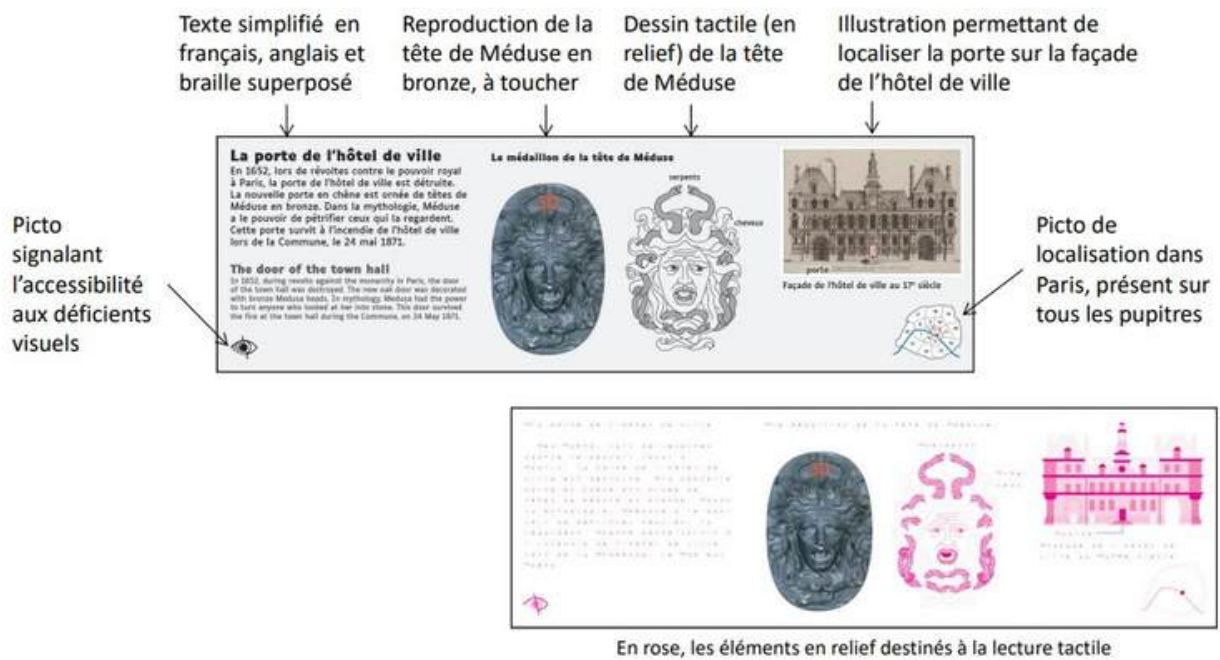 Texte simplifié en
français, anglais et
braille superposé
Reproduction de la
tête de Méduse en
bronze, à toucher
Dessin tactile (en
relief) de la tête
de Méduse
Illustration permettant de
localiser la porte sur la façade
de l'hôtel de ville
La porte de l'hôtel de ville
En 1652, lors de révoltes contre le pouvoir royal
à Paris, la porte de l'hôtel de ville est détruite.
La nouvelle porte en chêne est ornée de têtes de
Méduse en bronze. Dans la mythologie, Méduse
a le pouvoir de pétrifier ceux qui la regardent.
Cette porte survit à l'incendie de l'hôtel de ville
lors de la Commune, le 24 mai 1871.
The door of the town hall
In 1652, during revolts against the monarchy in Paris, the door
of the town hall was destroyed. The new oak door was decorated
with bronze Medusa heads. In mythology, Medusa had the power
to turn anyone who looked at her into stone. This door survived
the fire at the town hall during the Commune, on 24 May 1871.
Le médaillon de la tête de Méduse
serpents
cheveux
porte
Façade de l'hôtel de ville au 17e siècle
Picto
signalant
l'accessibilité
aux déficients
visuels
Picto de
localisation dans
Paris, présent sur
tous les pupitres
En rose, les éléments en relief destinés à la lecture tactile